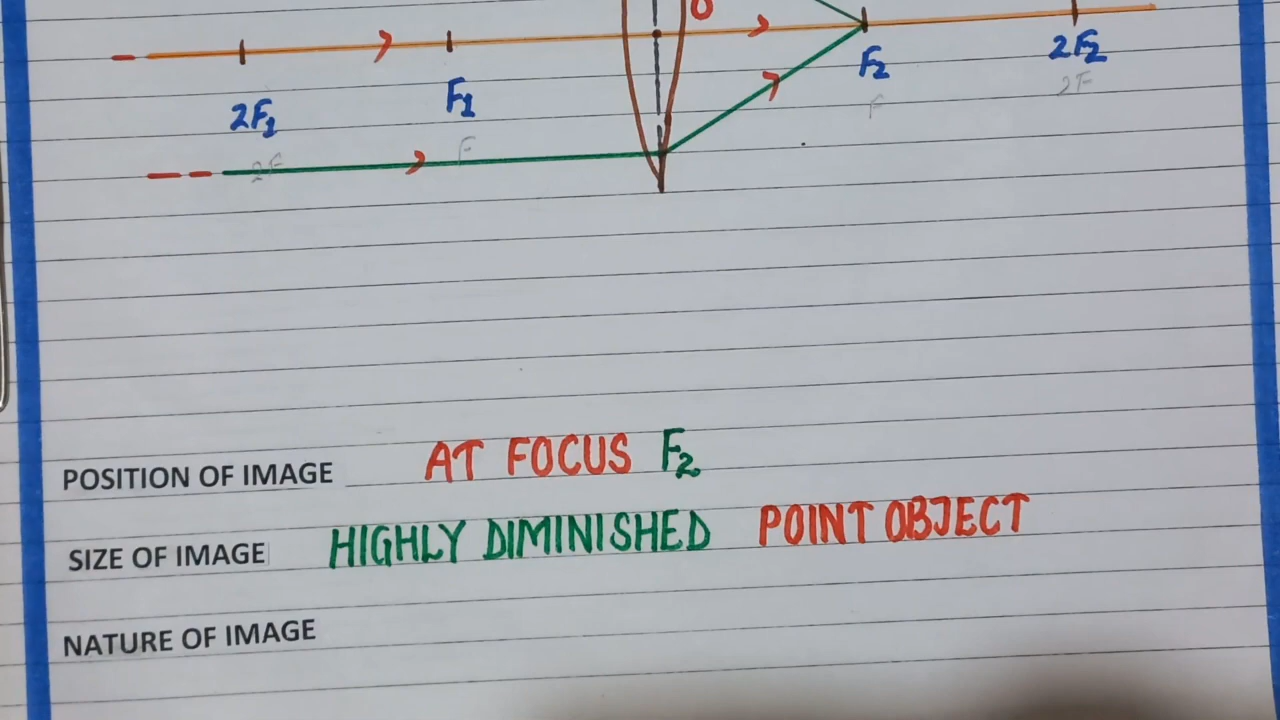 O
2F1 F1 F2 2F2
2F F F 2F
POSITION OF IMAGE AT FOCUS F2
SIZE OF IMAGE HIGHLY DIMINISHED POINT OBJECT
NATURE OF IMAGE